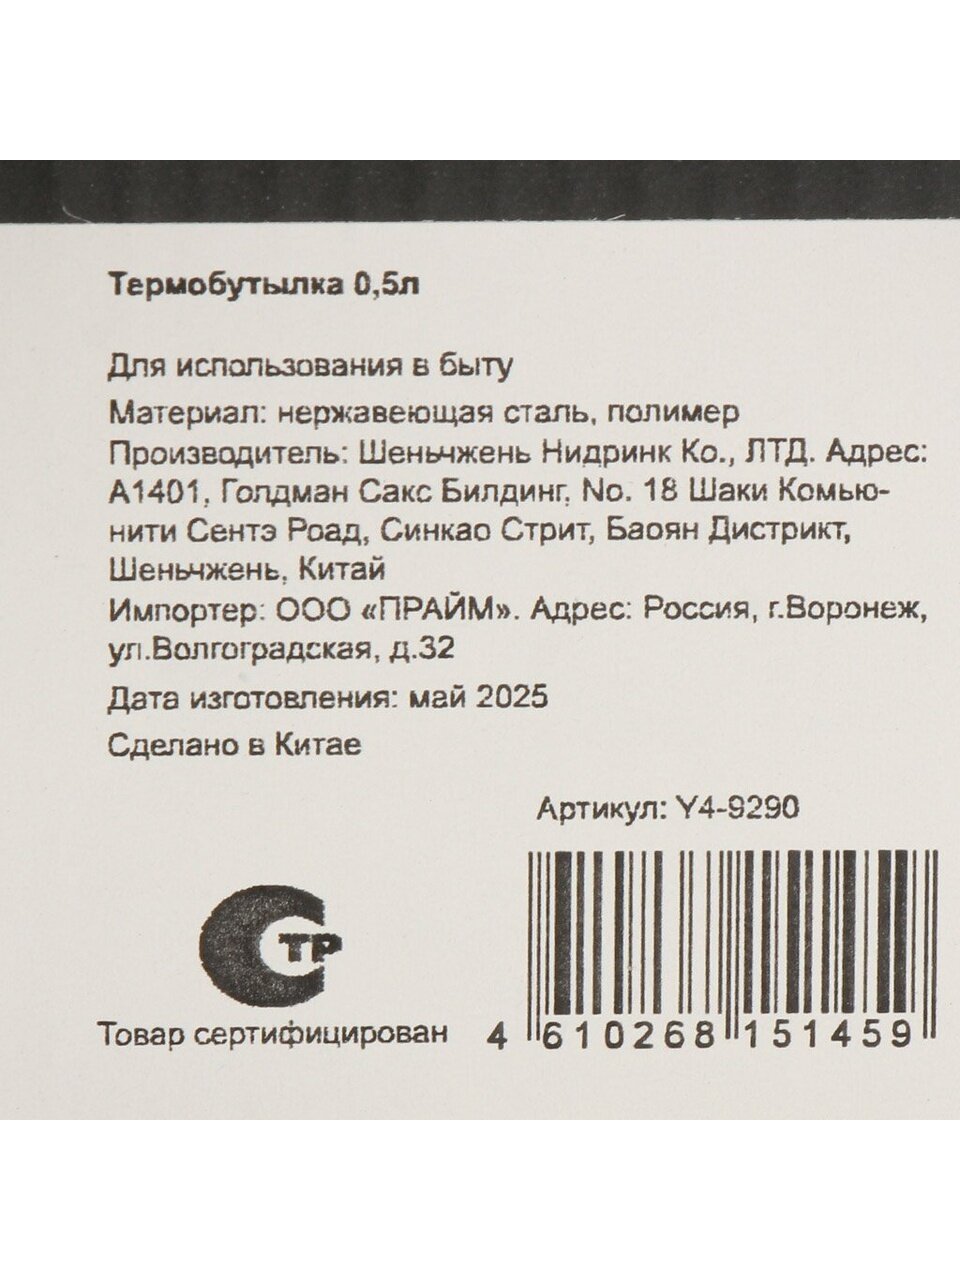 Термобутылка 0,5л
Для использования в быту
Материал: нержавеющая сталь, полимер
Производитель: Шеньчжень Нидринк Ко., ЛТД. Адрес:
А1401, Голдман Сакс Билдинг, No. 18 Шаки Комью-
нити Сентэ Роад, Синкао Стрит, Баоян Дистрикт,
Шеньчжень, Китай
Импортер: ООО «ПРАЙМ». Адрес: Россия, г.Воронеж,
ул.Волгоградская, д.32
Дата изготовления: май 2025
Сделано в Китае
Артикул: Y4-9290
ТР
Товар сертифицирован
4 610268 151459